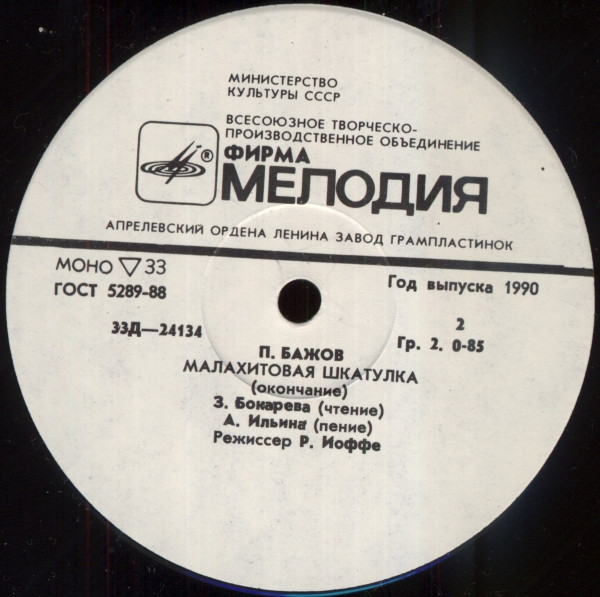 МИНИСТЕРСТВО
КУЛЬТУРЫ СССР
ВСЕСОЮЗНОЕ ТВОРЧЕСКО-
ПРОИЗВОДСТВЕННОЕ ОБЪЕДИНЕНИЕ
®
ФИРМА
МЕЛОДИЯ
АПРЕЛЕВСКИЙ ОРДЕНА ЛЕНИНА ЗАВОД ГРАМПЛАСТИНОК
МОНО ▽ 33
ГОСТ 5289-88
Год выпуска 1990
33Д—24134
2
Гр. 2. 0-85
П. БАЖОВ
МАЛАХИТОВАЯ ШКАТУЛКА
(окончание)
З. Бокарева (чтение)
А. Ильина (пение)
Режиссер Р. Иоффе